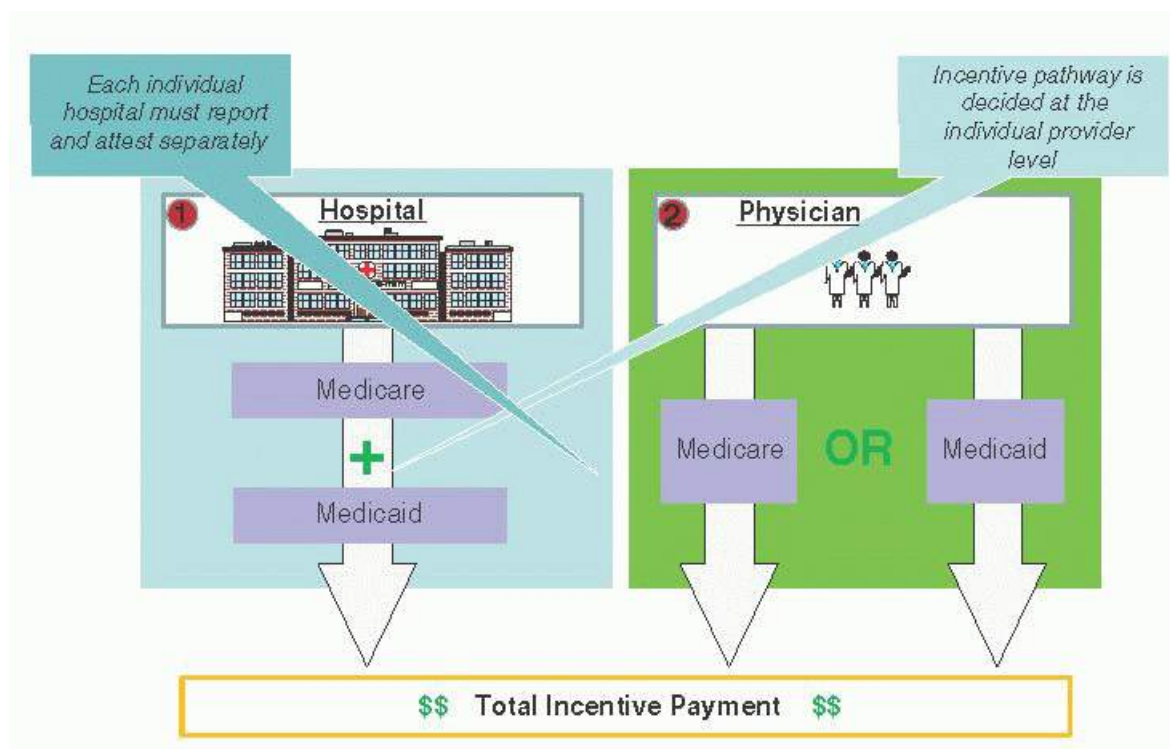 Each individual
hospital must report
and attest separately
Incentive pathway is
decided at the
individual provider
level
1
Hospital
2
Physician
Medicare
+
Medicaid
Medicare
OR
Medicaid
$$ Total Incentive Payment $$